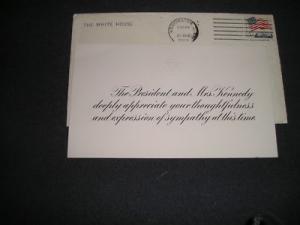 THE WHITE HOUSE
The President and Mrs. Kennedy
deeply appreciate your thoughtfulness
and expression of sympathy at this time